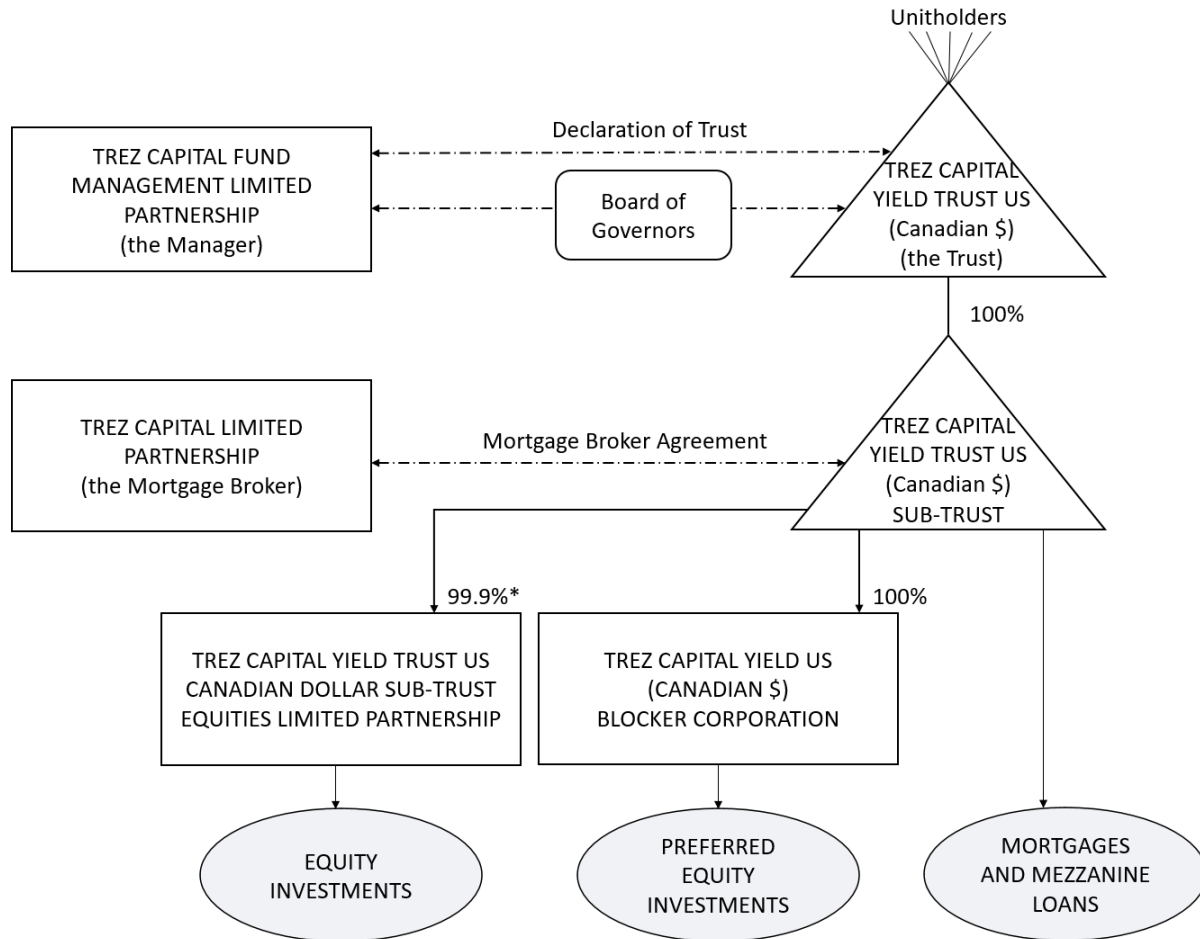 Unitholders
Declaration of Trust
TREZ CAPITAL FUND
MANAGEMENT LIMITED
PARTNERSHIP
(the Manager)
Board of
Governors
TREZ CAPITAL
YIELD TRUST US
(Canadian $)
(the Trust)
100%
TREZ CAPITAL LIMITED
PARTNERSHIP
(the Mortgage Broker)
Mortgage Broker Agreement
TREZ CAPITAL
YIELD TRUST US
(Canadian $)
SUB-TRUST
99.9%*
100%
TREZ CAPITAL YIELD TRUST US
CANADIAN DOLLAR SUB-TRUST
EQUITIES LIMITED PARTNERSHIP
TREZ CAPITAL YIELD US
(CANADIAN $)
BLOCKER CORPORATION
EQUITY
INVESTMENTS
PREFERRED
EQUITY
INVESTMENTS
MORTGAGES
AND MEZZANINE
LOANS